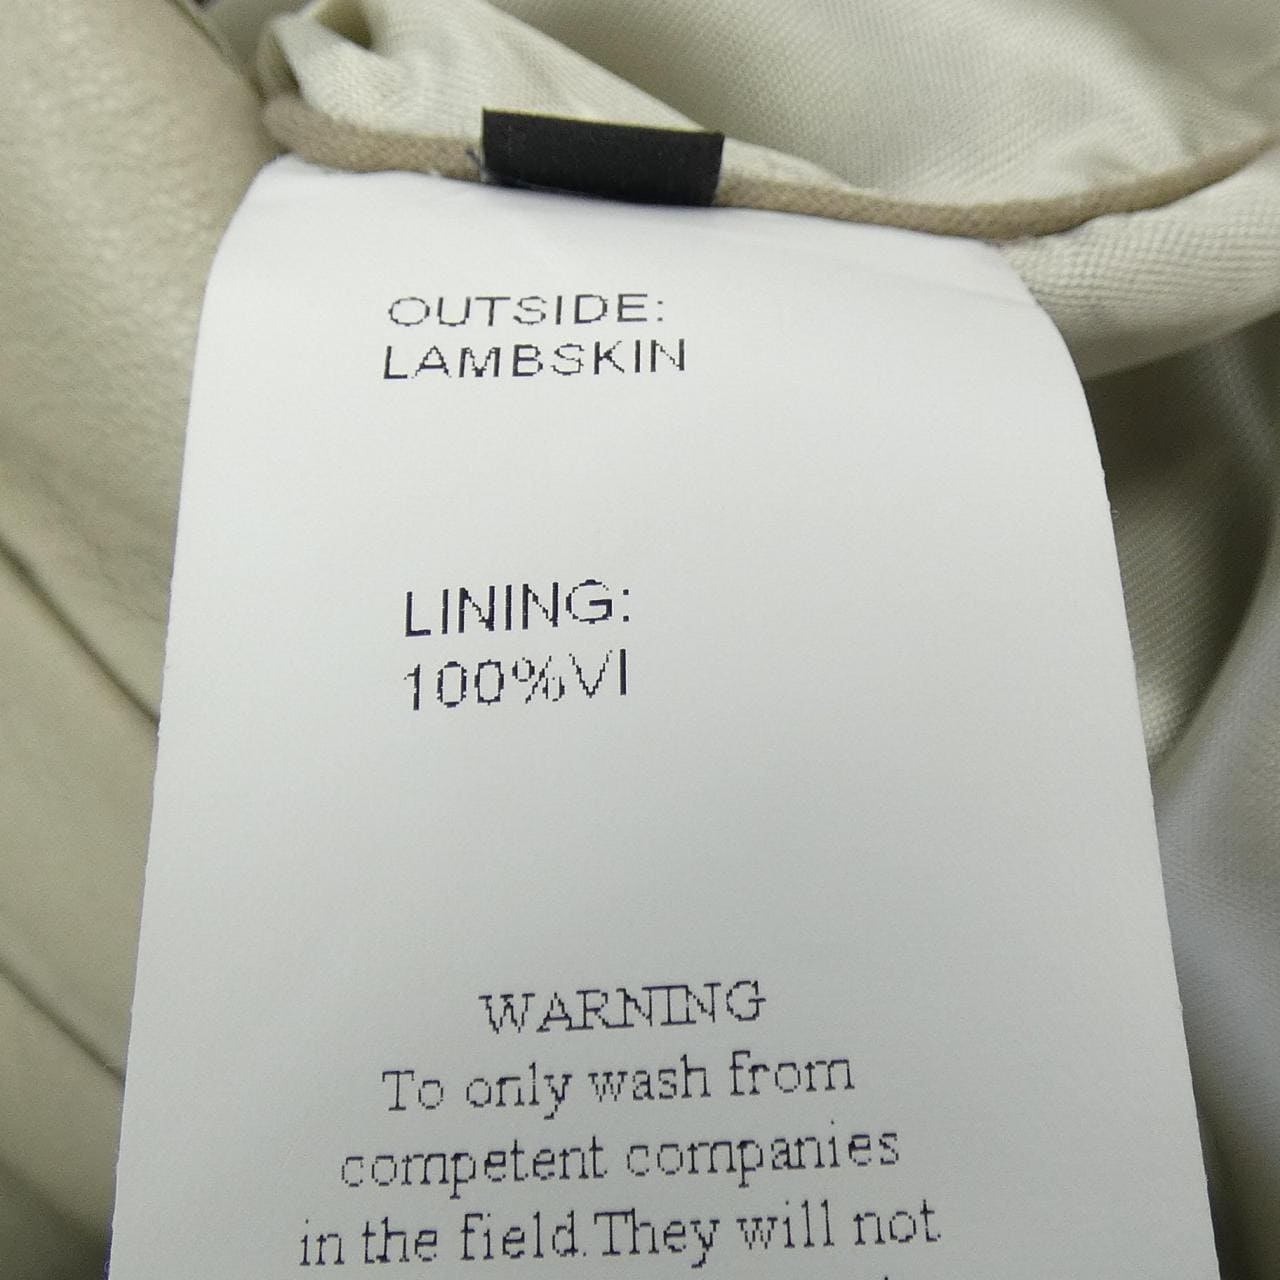 OUTSIDE:
LAMBSKIN
LINING:
100%VI
WARNING
To only wash from
competent companies
in the field.They will not